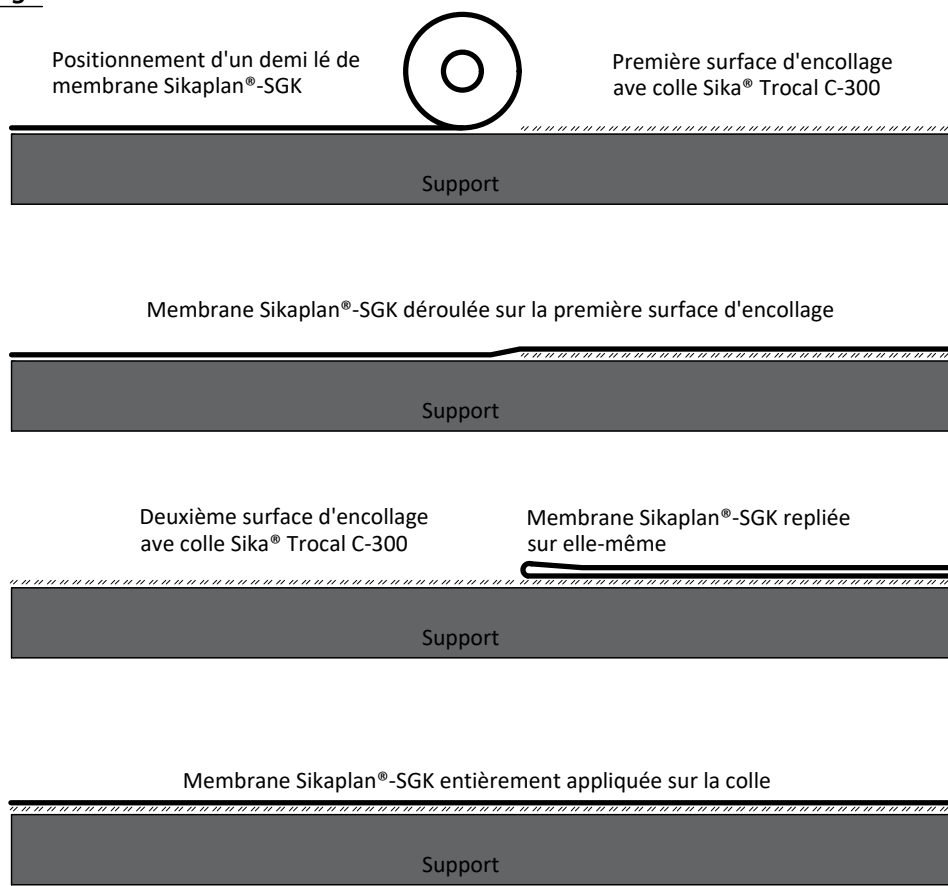 Positionnement d'un demi lé de
membrane Sikaplan®-SGK
Première surface d'encollage
ave colle Sika® Trocal C-300
Support
Membrane Sikaplan®-SGK déroulée sur la première surface d'encollage
Support
Deuxième surface d'encollage
ave colle Sika® Trocal C-300
Membrane Sikaplan®-SGK repliée
sur elle-même
Support
Membrane Sikaplan®-SGK entièrement appliquée sur la colle
Support